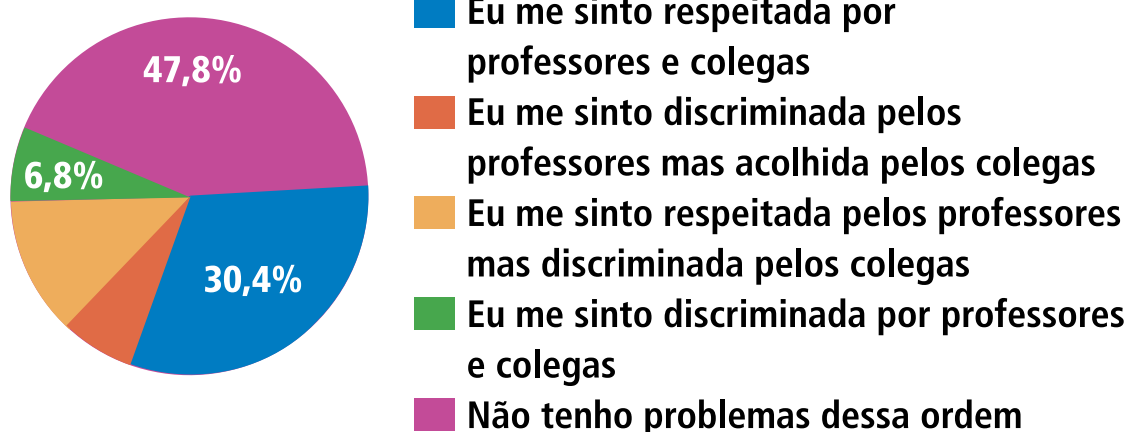 47,8%
6,8%
30,4%
Eu me sinto respeitada por
professores e colegas
Eu me sinto discriminada pelos
professores mas acolhida pelos colegas
Eu me sinto respeitada pelos professores
mas discriminada pelos colegas
Eu me sinto discriminada por professores
e colegas
Não tenho problemas dessa ordem